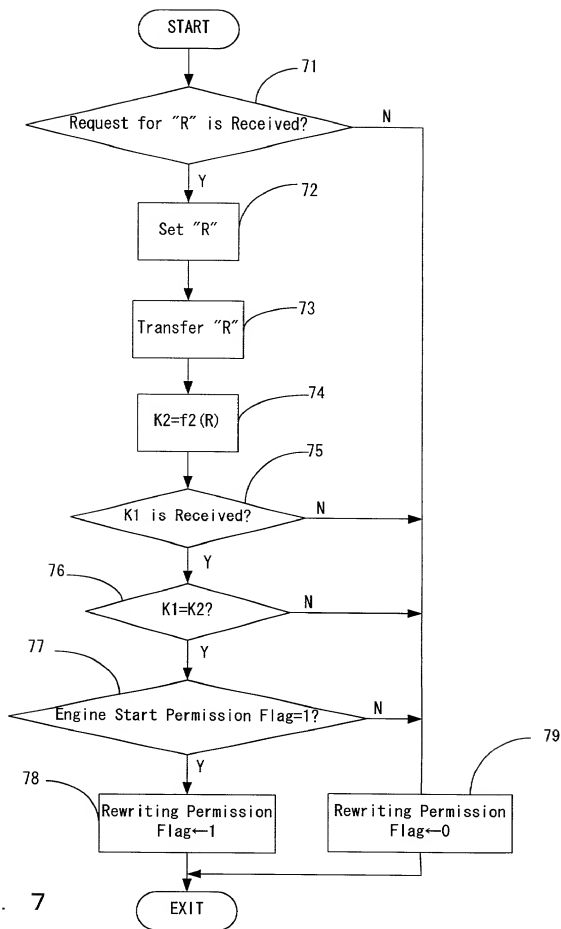 START
71
Request for "R" is Received?
N
Y
72
Set "R"
73
Transfer "R"
74
K2=f2(R)
75
K1 is Received?
N
Y
76
K1=K2?
N
Y
77
Engine Start Permission Flag=1?
N
Y
78
Rewriting Permission
Flag←1
79
Rewriting Permission
Flag←0
EXIT
. 7